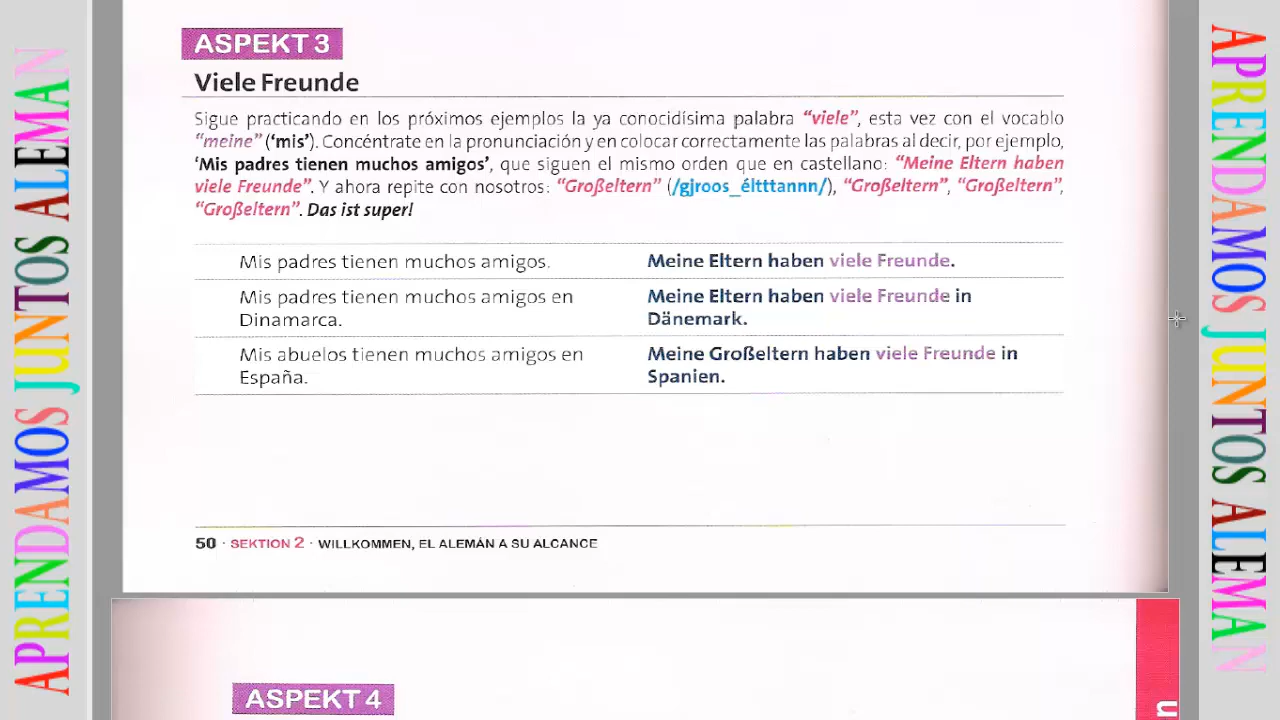 APRENDAMOS JUNTOS ALEMAN
ASPEKT 3
Viele Freunde
Sigue practicando en los próximos ejemplos la ya conocidísima palabra “viele”, esta vez con el vocablo
“meine” (‘mis’). Concéntrate en la pronunciación y en colocar correctamente las palabras al decir, por ejemplo,
‘Mis padres tienen muchos amigos’, que siguen el mismo orden que en castellano: “Meine Eltern haben
viele Freunde”. Y ahora repite con nosotros: “Großeltern” (/gjroos_éltttannn/), “Großeltern”, “Großeltern”,
“Großeltern”. Das ist super!
Mis padres tienen muchos amigos. Meine Eltern haben viele Freunde.
Mis padres tienen muchos amigos en Meine Eltern haben viele Freunde in
Dinamarca. Dänemark.
Mis abuelos tienen muchos amigos en Meine Großeltern haben viele Freunde in
España. Spanien.
50 · SEKTION 2 · WILLKOMMEN, EL ALEMÁN A SU ALCANCE
ASPEKT 4
n
APRENDAMOS JUNTOS ALEMAN